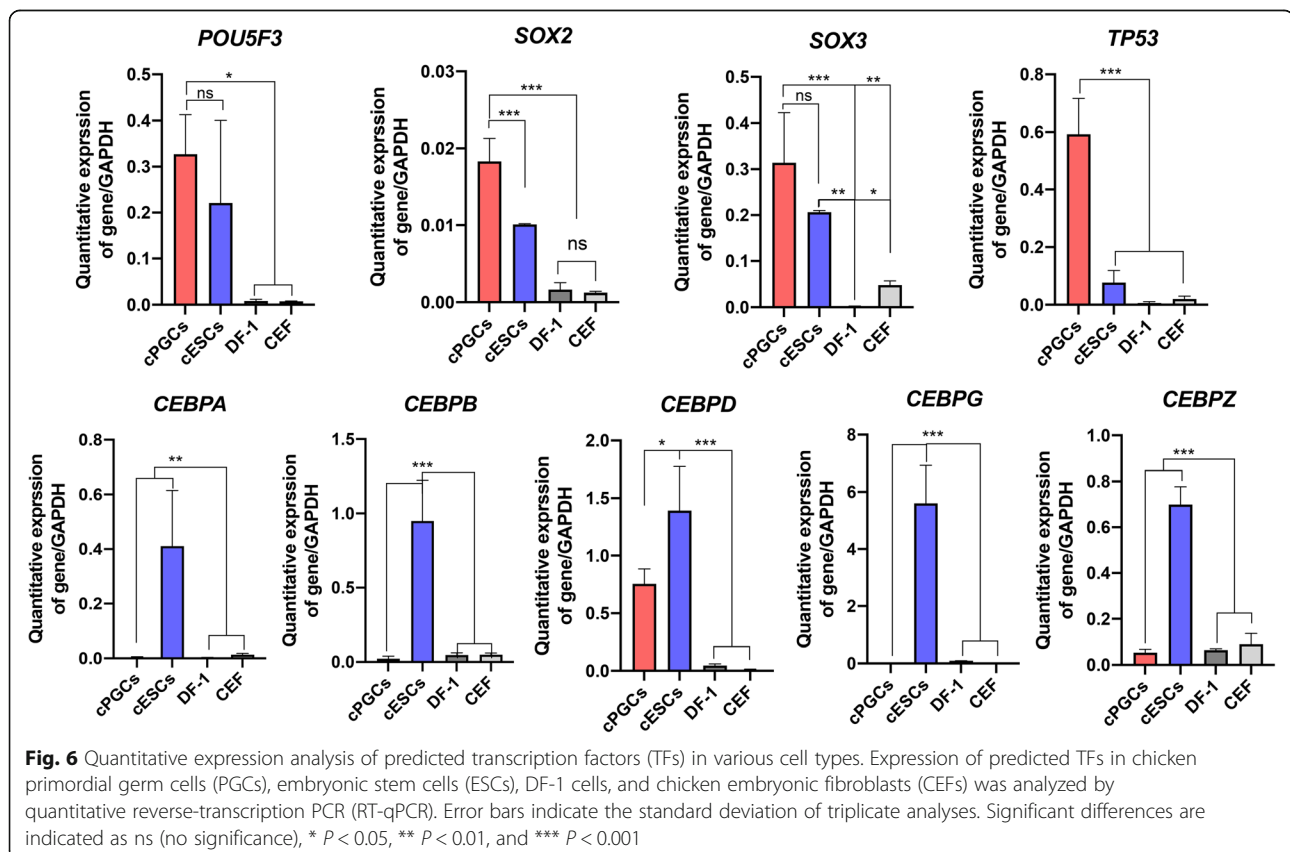 POU5F3
Quantitative exprssion
of gene/GAPDH
0.5
0.4
0.3
0.2
0.1
0.0
*
ns
cPGCs
cESCs
DF-1
CEF
SOX2
Quantitative exprssion
of gene/GAPDH
0.03
0.02
0.01
0.00
***
***
ns
cPGCs
cESCs
DF-1
CEF
SOX3
Quantitative exprssion
of gene/GAPDH
0.5
0.4
0.3
0.2
0.1
0.0
*** **
ns
** *
cPGCs
cESCs
DF-1
CEF
TP53
Quantitative exprssion
of gene/GAPDH
0.8
0.6
0.4
0.2
0.0
***
cPGCs
cESCs
DF-1
CEF
CEBPA
Quantitative exprssion
of gene/GAPDH
0.8
0.6
0.4
0.2
0.0
**
cPGCs
cESCs
DF-1
CEF
CEBPB
Quantitative exprssion
of gene/GAPDH
1.5
1.0
0.5
0.0
***
cPGCs
cESCs
DF-1
CEF
CEBPD
Quantitative exprssion
of gene/GAPDH
2.0
1.5
1.0
0.5
0.0
* ***
cPGCs
cESCs
DF-1
CEF
CEBPG
Quantitative exprssion
of gene/GAPDH
8
6
4
2
0
***
cPGCs
cESCs
DF-1
CEF
CEBPZ
Quantitative exprssion
of gene/GAPDH
1.0
0.8
0.6
0.4
0.2
0.0
***
cPGCs
cESCs
DF-1
CEF
Fig. 6 Quantitative expression analysis of predicted transcription factors (TFs) in various cell types. Expression of predicted TFs in chicken
primordial germ cells (PGCs), embryonic stem cells (ESCs), DF-1 cells, and chicken embryonic fibroblasts (CEFs) was analyzed by
quantitative reverse-transcription PCR (RT-qPCR). Error bars indicate the standard deviation of triplicate analyses. Significant differences are
indicated as ns (no significance), * P < 0.05, ** P < 0.01, and *** P < 0.001